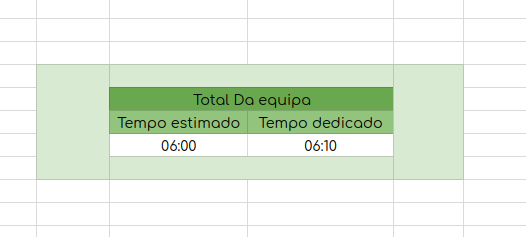 Total Da equipa
Tempo estimado Tempo dedicado
06:00 06:10